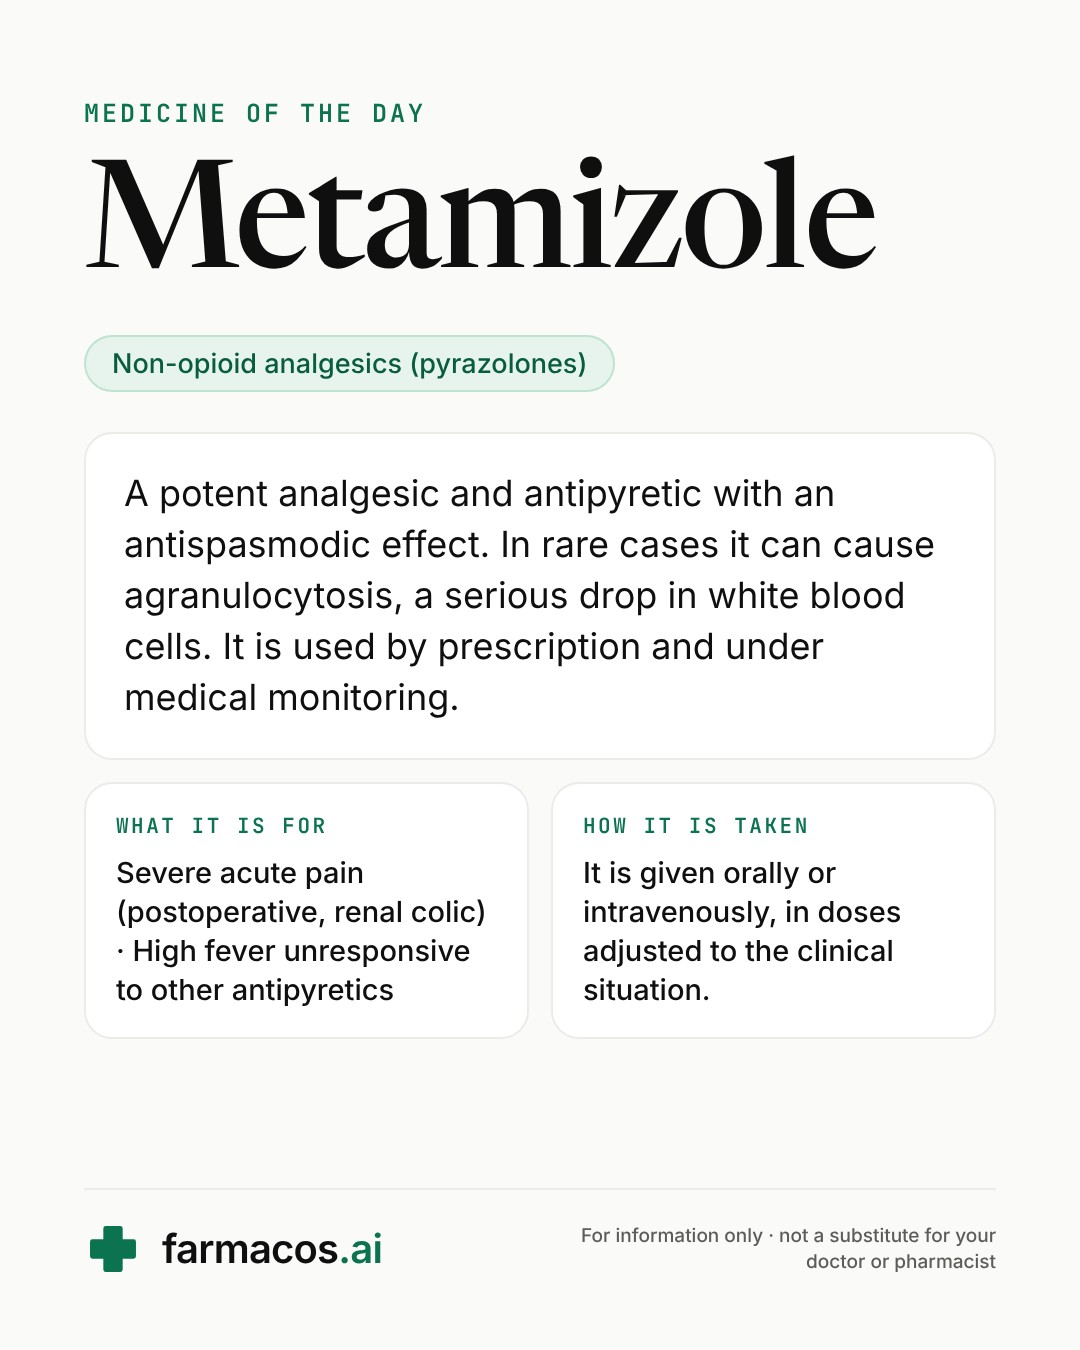 MEDICINE OF THE DAY
Metamizole
Non-opioid analgesics (pyrazolones)
A potent analgesic and antipyretic with an
antispasmodic effect. In rare cases it can cause
agranulocytosis, a serious drop in white blood
cells. It is used by prescription and under
medical monitoring.
WHAT IT IS FOR
Severe acute pain
(postoperative, renal colic)
· High fever unresponsive
to other antipyretics
HOW IT IS TAKEN
It is given orally or
intravenously, in doses
adjusted to the clinical
situation.
farmacos.ai
For information only · not a substitute for your
doctor or pharmacist